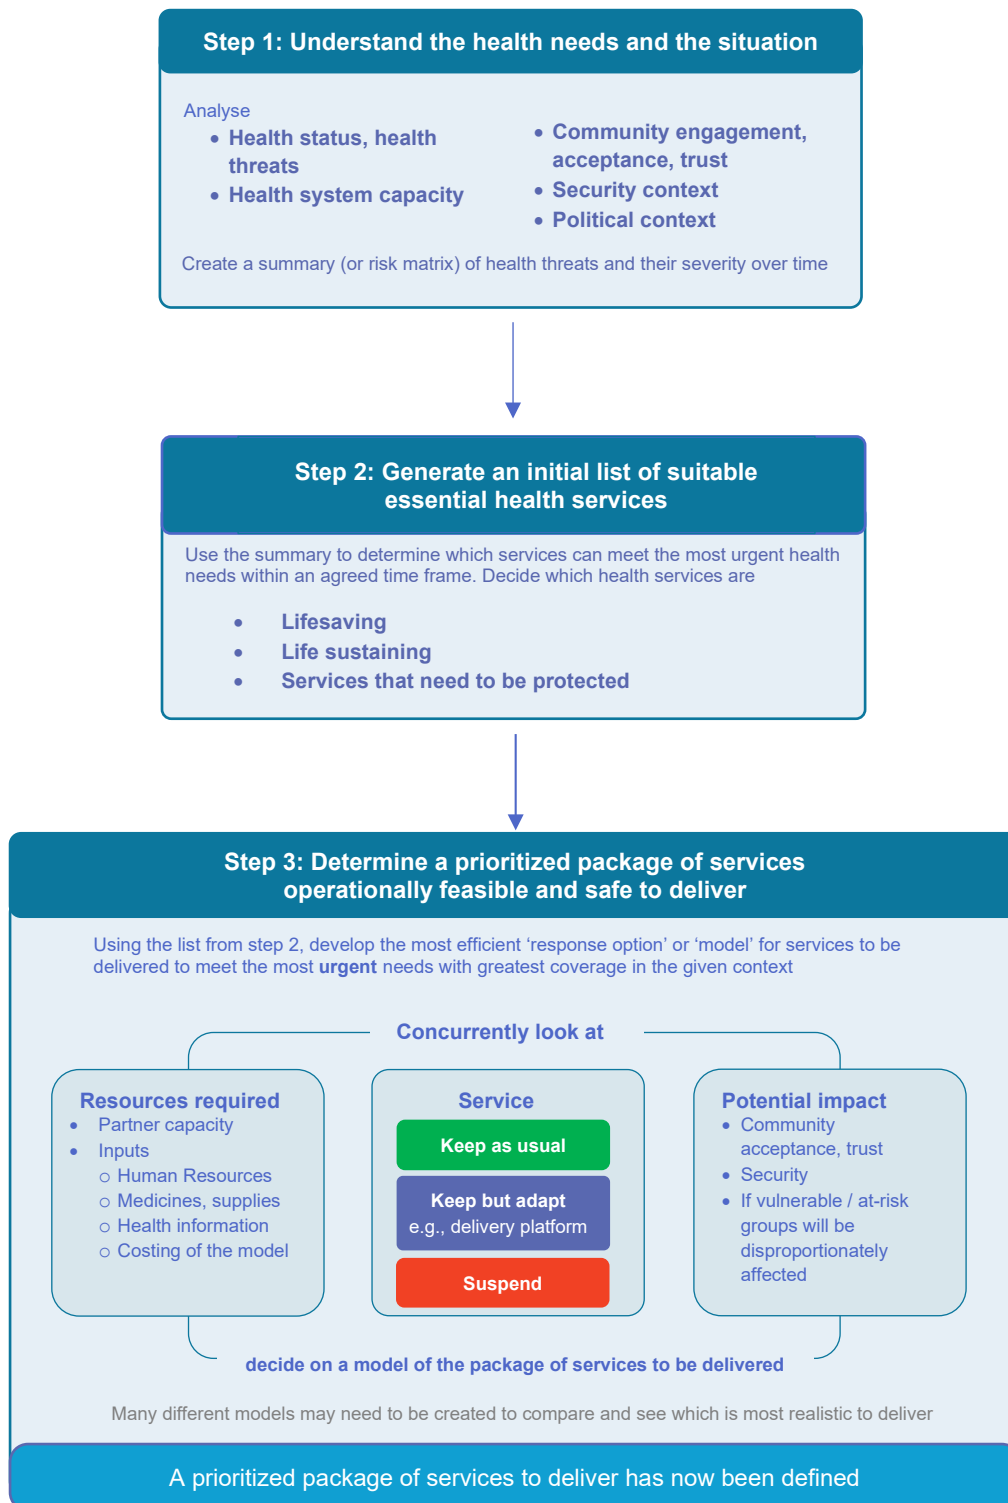 Step 1: Understand the health needs and the situation
Analyse
• Health status, health
threats
• Health system capacity
• Community engagement,
acceptance, trust
• Security context
• Political context
Create a summary (or risk matrix) of health threats and their severity over time
Step 2: Generate an initial list of suitable
essential health services
Use the summary to determine which services can meet the most urgent health
needs within an agreed time frame. Decide which health services are
• Lifesaving
• Life sustaining
• Services that need to be protected
Step 3: Determine a prioritized package of services
operationally feasible and safe to deliver
Using the list from step 2, develop the most efficient ‘response option’ or ‘model’ for services to be
delivered to meet the most urgent needs with greatest coverage in the given context
Concurrently look at
Resources required
• Partner capacity
• Inputs
○ Human Resources
○ Medicines, supplies
○ Health information
○ Costing of the model
Service
Keep as usual
Keep but adapt
e.g., delivery platform
Suspend
Potential impact
• Community
acceptance, trust
• Security
• If vulnerable / at-risk
groups will be
disproportionately
affected
decide on a model of the package of services to be delivered
Many different models may need to be created to compare and see which is most realistic to deliver
A prioritized package of services to deliver has now been defined